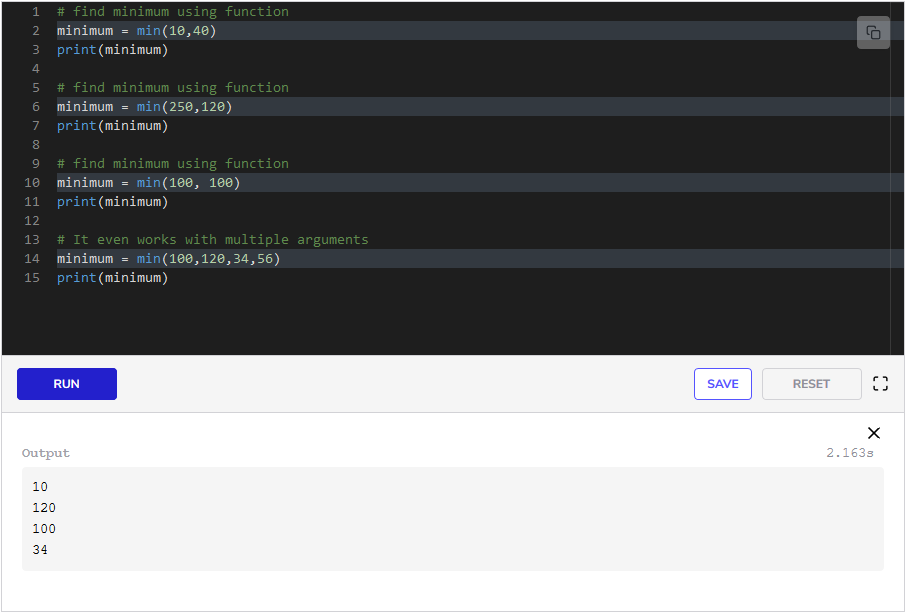 1 # find minimum using function
2 minimum = min(10,40)
3 print(minimum)
4
5 # find minimum using function
6 minimum = min(250,120)
7 print(minimum)
8
9 # find minimum using function
10 minimum = min(100, 100)
11 print(minimum)
12
13 # It even works with multiple arguments
14 minimum = min(100,120,34,56)
15 print(minimum)
RUN
SAVE
RESET
Output
2.163s
10
120
100
34